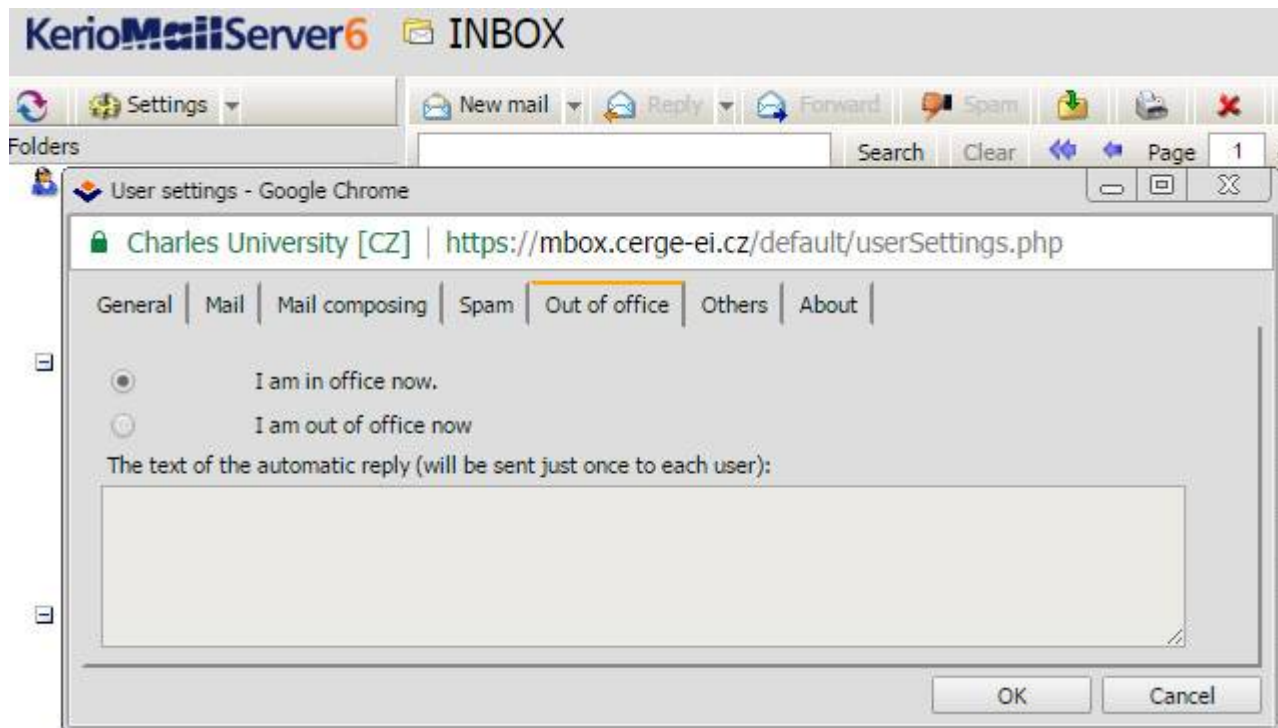 KerioMailServer6 INBOX
Settings New mail Reply Forward Spam
Folders Search Clear Page 1
User settings - Google Chrome
Charles University [CZ] | https://mbox.cerge-ei.cz/default/userSettings.php
General Mail Mail composing Spam Out of office Others About
I am in office now.
I am out of office now
The text of the automatic reply (will be sent just once to each user):
OK Cancel